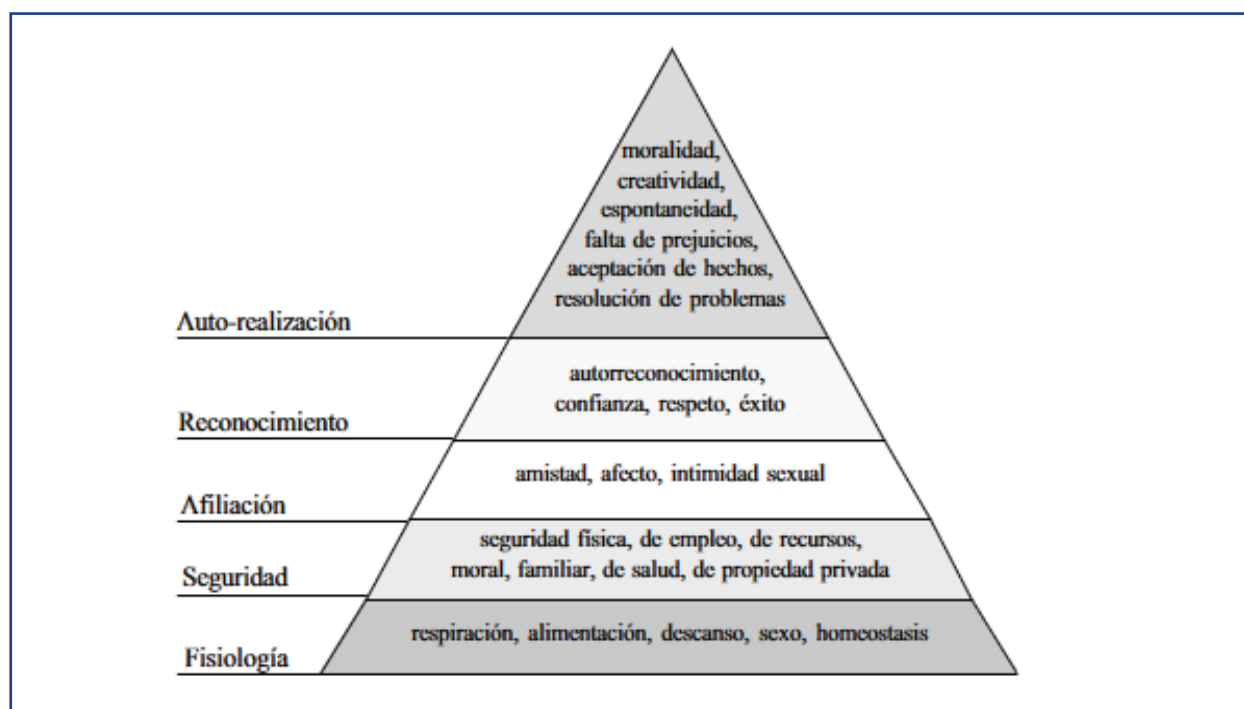 moralidad,
creatividad,
espontaneidad,
falta de prejuicios,
aceptación de hechos,
resolución de problemas
Auto-realización
autorreconocimiento,
confianza, respeto, éxito
Reconocimiento
amistad, afecto, intimidad sexual
Afiliación
seguridad física, de empleo, de recursos,
moral, familiar, de salud, de propiedad privada
Seguridad
respiración, alimentación, descanso, sexo, homeostasis
Fisiología